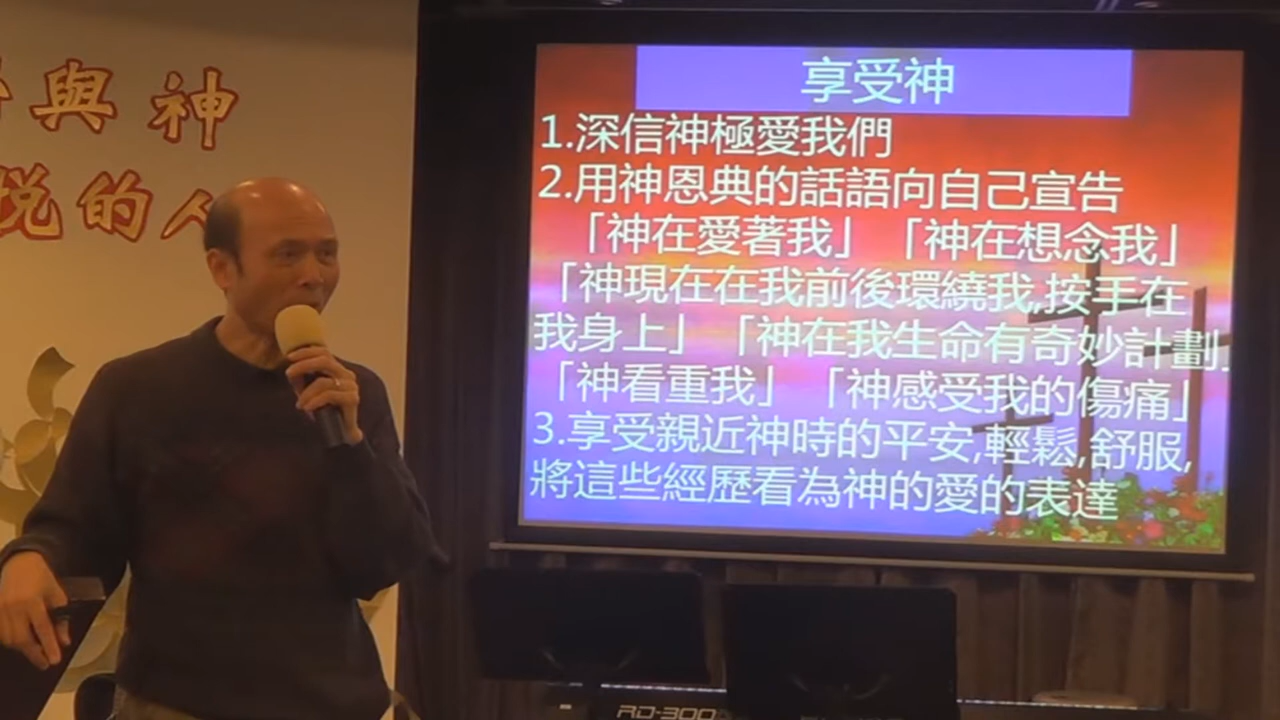 與神
悅的人
享受神
1.深信神極愛我們
2.用神恩典的話語向自己宣告
「神在愛著我」「神在想念我」
「神現在在我前後環繞我,按手在
我身上」「神在我生命有奇妙計劃」
「神看重我」「神感受我的傷痛」
3.享受親近神時的平安,輕鬆,舒服,
將這些經歷看為神的愛的表達
RD-300